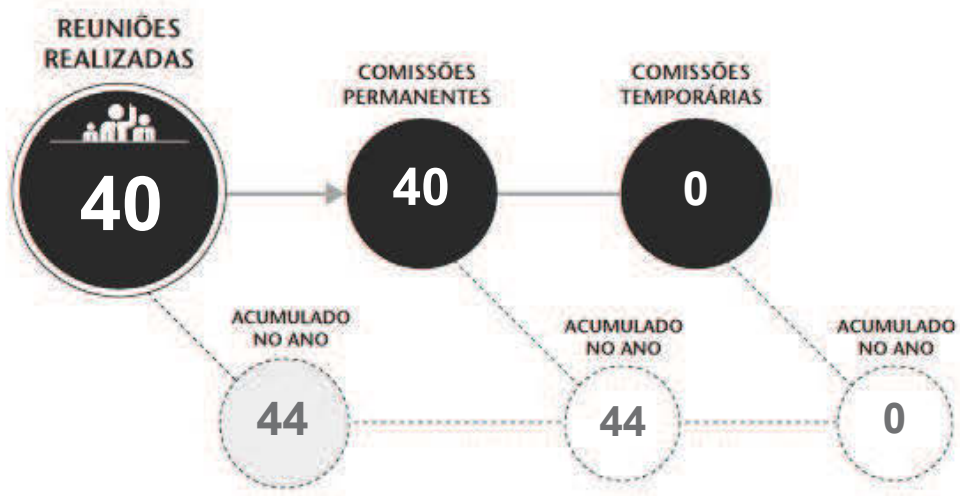 REUNIÕES
REALIZADAS
40
COMISSÕES
PERMANENTES
40
COMISSÕES
TEMPORÁRIAS
0
ACUMULADO
NO ANO
44
ACUMULADO
NO ANO
44
ACUMULADO
NO ANO
0